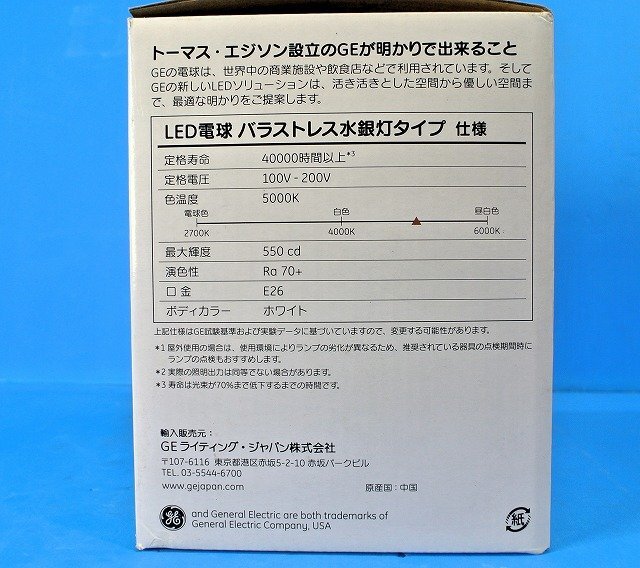 トーマス・エジソン設立のGEが明かりで出来ること
GEの電球は、世界中の商業施設や飲食店などで利用されています。そして
GEの新しいLEDソリューションは、活き活きとした空間から優しい空間ま
で、最適な明かりをご提案します。
LED電球 バラストレス水銀灯タイプ 仕様
定格寿命 40000時間以上*3
定格電圧 100V - 200V
色温度 5000K
電球色 白色 昼白色
2700K 4000K 6000K
最大輝度 550 cd
演色性 Ra 70+
口金 E26
ボディカラー ホワイト
上記仕様はGE試験基準および実験データに基づいていますので、変更する可能性があります。
*1 屋外使用の場合は、使用環境によりランプの劣化が異なるため、推奨されている器具の点検期間時に
ランプの点検もおすすめします。
*2 実際の照明出力は同等でない場合があります。
*3 寿命は光束が70%まで低下するまでの時間です。
輸入販売元：
GE ライティング・ジャパン株式会社
〒107-6116 東京都港区赤坂5-2-10 赤坂パークビル
TEL. 03-5544-6700
www.gejapan.com 原産国：中国
GE and General Electric are both trademarks of
General Electric Company, USA
紙